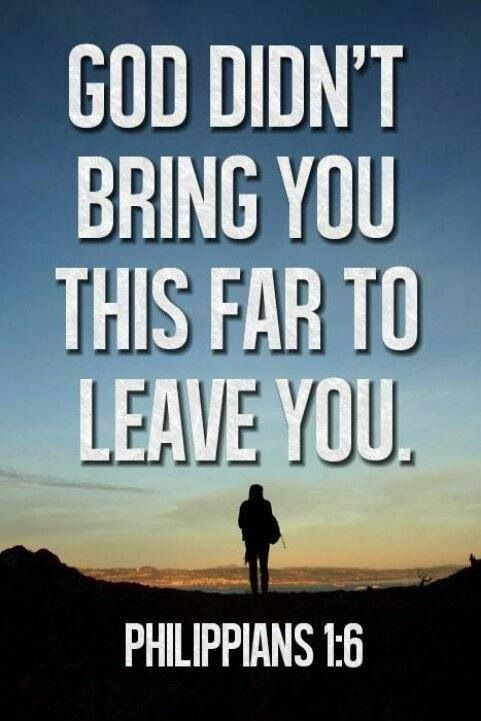 GOD DIDN'T
BRING YOU
THIS FAR TO
LEAVE YOU.
PHILIPPIANS 1:6